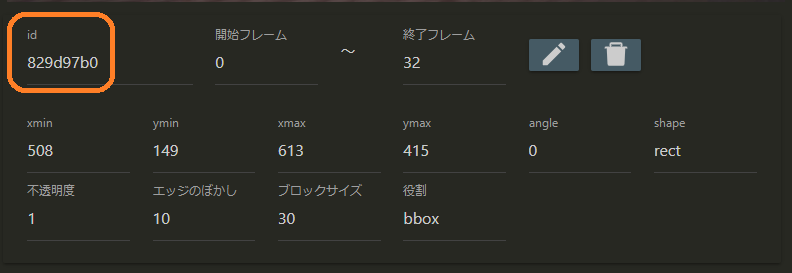 id 開始フレーム 終了フレーム
829d97b0 0 ～ 32
xmin ymin xmax ymax angle shape
508 149 613 415 0 rect
不透明度 エッジのぼかし ブロックサイズ 役割
1 10 30 bbox